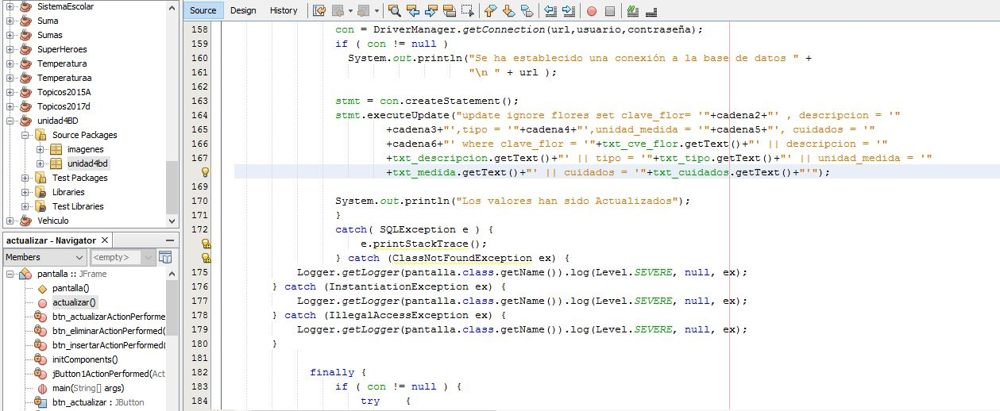 SistemaEscolar
Suma
Sumas
SuperHeroes
Temperatura
Temperaturaa
Topicos2015A
Topicos2017d
unidad4BD
Source Packages
imagenes
unidad4bd
Test Packages
Libraries
Test Libraries
Vehiculo
actualizar - Navigator
Members
<empty>
pantalla :: JFrame
pantalla()
actualizar()
btn_actualizarActionPerforme
btn_eliminarActionPerformed(
btn_insertarActionPerformed(
initComponents()
jButton1ActionPerformed(Act
main(String[] args)
btn_actualizar : JButton
Source Design History
158 con = DriverManager.getConnection(url,usuario,contraseña);
159 if ( con != null )
160 System.out.println("Se ha establecido una conexión a la base de datos " +
161 "\n " + url );
162
163 stmt = con.createStatement();
164 stmt.executeUpdate("update ignore flores set clave_flor= '"+cadena2+"' , descripcion = '"
165 +cadena3+"',tipo = '"+cadena4+"',unidad_medida = '"+cadena5+"', cuidados = '"
166 +cadena6+"' where clave_flor = '"+txt_cve_flor.getText()+"' || descripcion = '"
167 +txt_descripcion.getText()+"' || tipo = '"+txt_tipo.getText()+"' || unidad_medida = '"
+txt_medida.getText()+"' || cuidados = '"+txt_cuidados.getText()+"'");
169
170 System.out.println("Los valores han sido Actualizados");
171 }
172 catch( SQLException e ) {
e.printStackTrace();
} catch (ClassNotFoundException ex) {
175 Logger.getLogger(pantalla.class.getName()).log(Level.SEVERE, null, ex);
176 } catch (InstantiationException ex) {
177 Logger.getLogger(pantalla.class.getName()).log(Level.SEVERE, null, ex);
178 } catch (IllegalAccessException ex) {
179 Logger.getLogger(pantalla.class.getName()).log(Level.SEVERE, null, ex);
180 }
181
182 finally {
183 if ( con != null ) {
184 try {